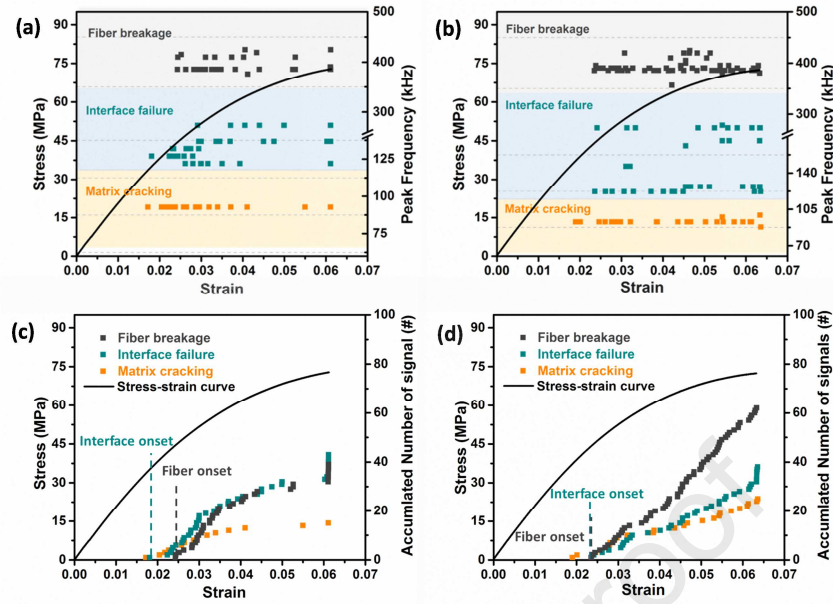 (a)
Stress (MPa)
90
75
60
45
30
15
0
Fiber breakage
Interface failure
Matrix cracking
500
400
300
125
100
75
Peak Frequency (kHz)
0.00 0.01 0.02 0.03 0.04 0.05 0.06 0.07
Strain
(b)
Stress (MPa)
90
75
60
45
30
15
0
Fiber breakage
Interface failure
Matrix cracking
500
400
300
140
105
70
Peak Frequency (kHz)
0.00 0.01 0.02 0.03 0.04 0.05 0.06 0.07
Strain
(c)
Stress (MPa)
90
75
60
45
30
15
0
Fiber breakage
Interface failure
Matrix cracking
Stress-strain curve
Interface onset
Fiber onset
100
80
60
40
20
0
Accumlated Number of signal (#)
0.00 0.01 0.02 0.03 0.04 0.05 0.06 0.07
Strain
(d)
Stress (MPa)
90
75
60
45
30
15
0
Fiber breakage
Interface failure
Matrix cracking
Stress-strain curve
Interface onset
Fiber onset
100
80
60
40
20
0
Accumlated Number of signals (#)
0.00 0.01 0.02 0.03 0.04 0.05 0.06 0.07
Strain
roof